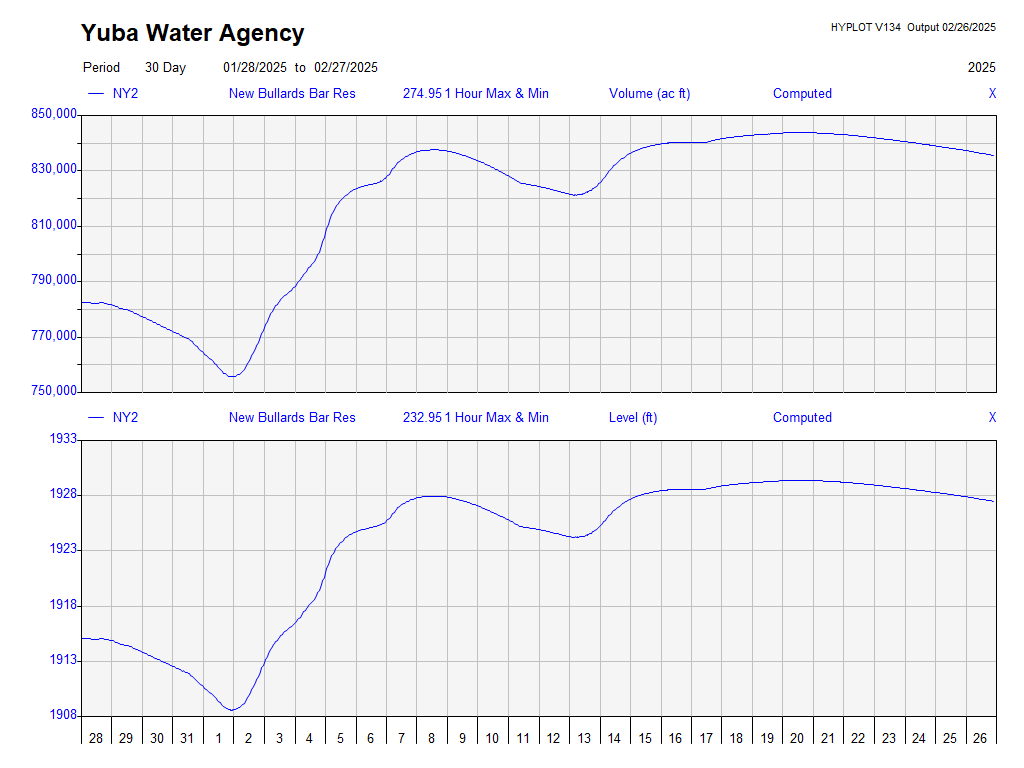 Yuba Water Agency
HYPLOT V134 Output 02/26/2025
Period 30 Day 01/28/2025 to 02/27/2025 2025
NY2 New Bullards Bar Res 274.95 1 Hour Max & Min Volume (ac ft) Computed X
850,000
830,000
810,000
790,000
770,000
750,000
NY2 New Bullards Bar Res 232.95 1 Hour Max & Min Level (ft) Computed X
1933
1928
1923
1918
1913
1908
28 29 30 31 1 2 3 4 5 6 7 8 9 10 11 12 13 14 15 16 17 18 19 20 21 22 23 24 25 26